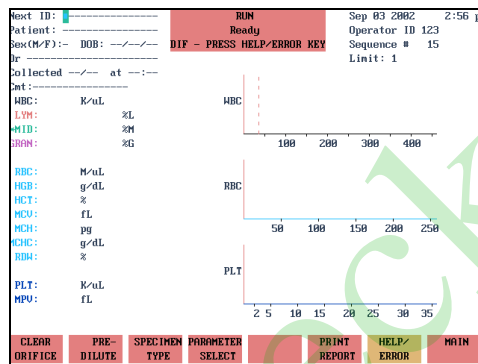 Next ID: ---------------- RUN Sep 03 2002 2:56 p
Patient: ---------------- Ready Operator ID 123
Sex(M/F):- DOB: --/--/-- DIF - PRESS HELP/ERROR KEY Sequence # 15
Dr ---------------------- Limit: 1
Collected --/-- at --:--
Cmt:----------------
WBC: K/uL WBC
LYM: %L
*MID: %M
GRAN: %G
100 200 300 400
RBC: M/uL RBC
HGB: g/dL
HCT: %
MCV: fL
MCH: pg
MCHC: g/dL
RDW: %
50 100 150 200 250
PLT: K/uL PLT
MPV: fL
2 5 10 15 20 25 30 35
CLEAR ORIFICE
PRE-DILUTE
SPECIMEN TYPE
PARAMETER SELECT
PRINT REPORT
HELP/ ERROR
MAIN